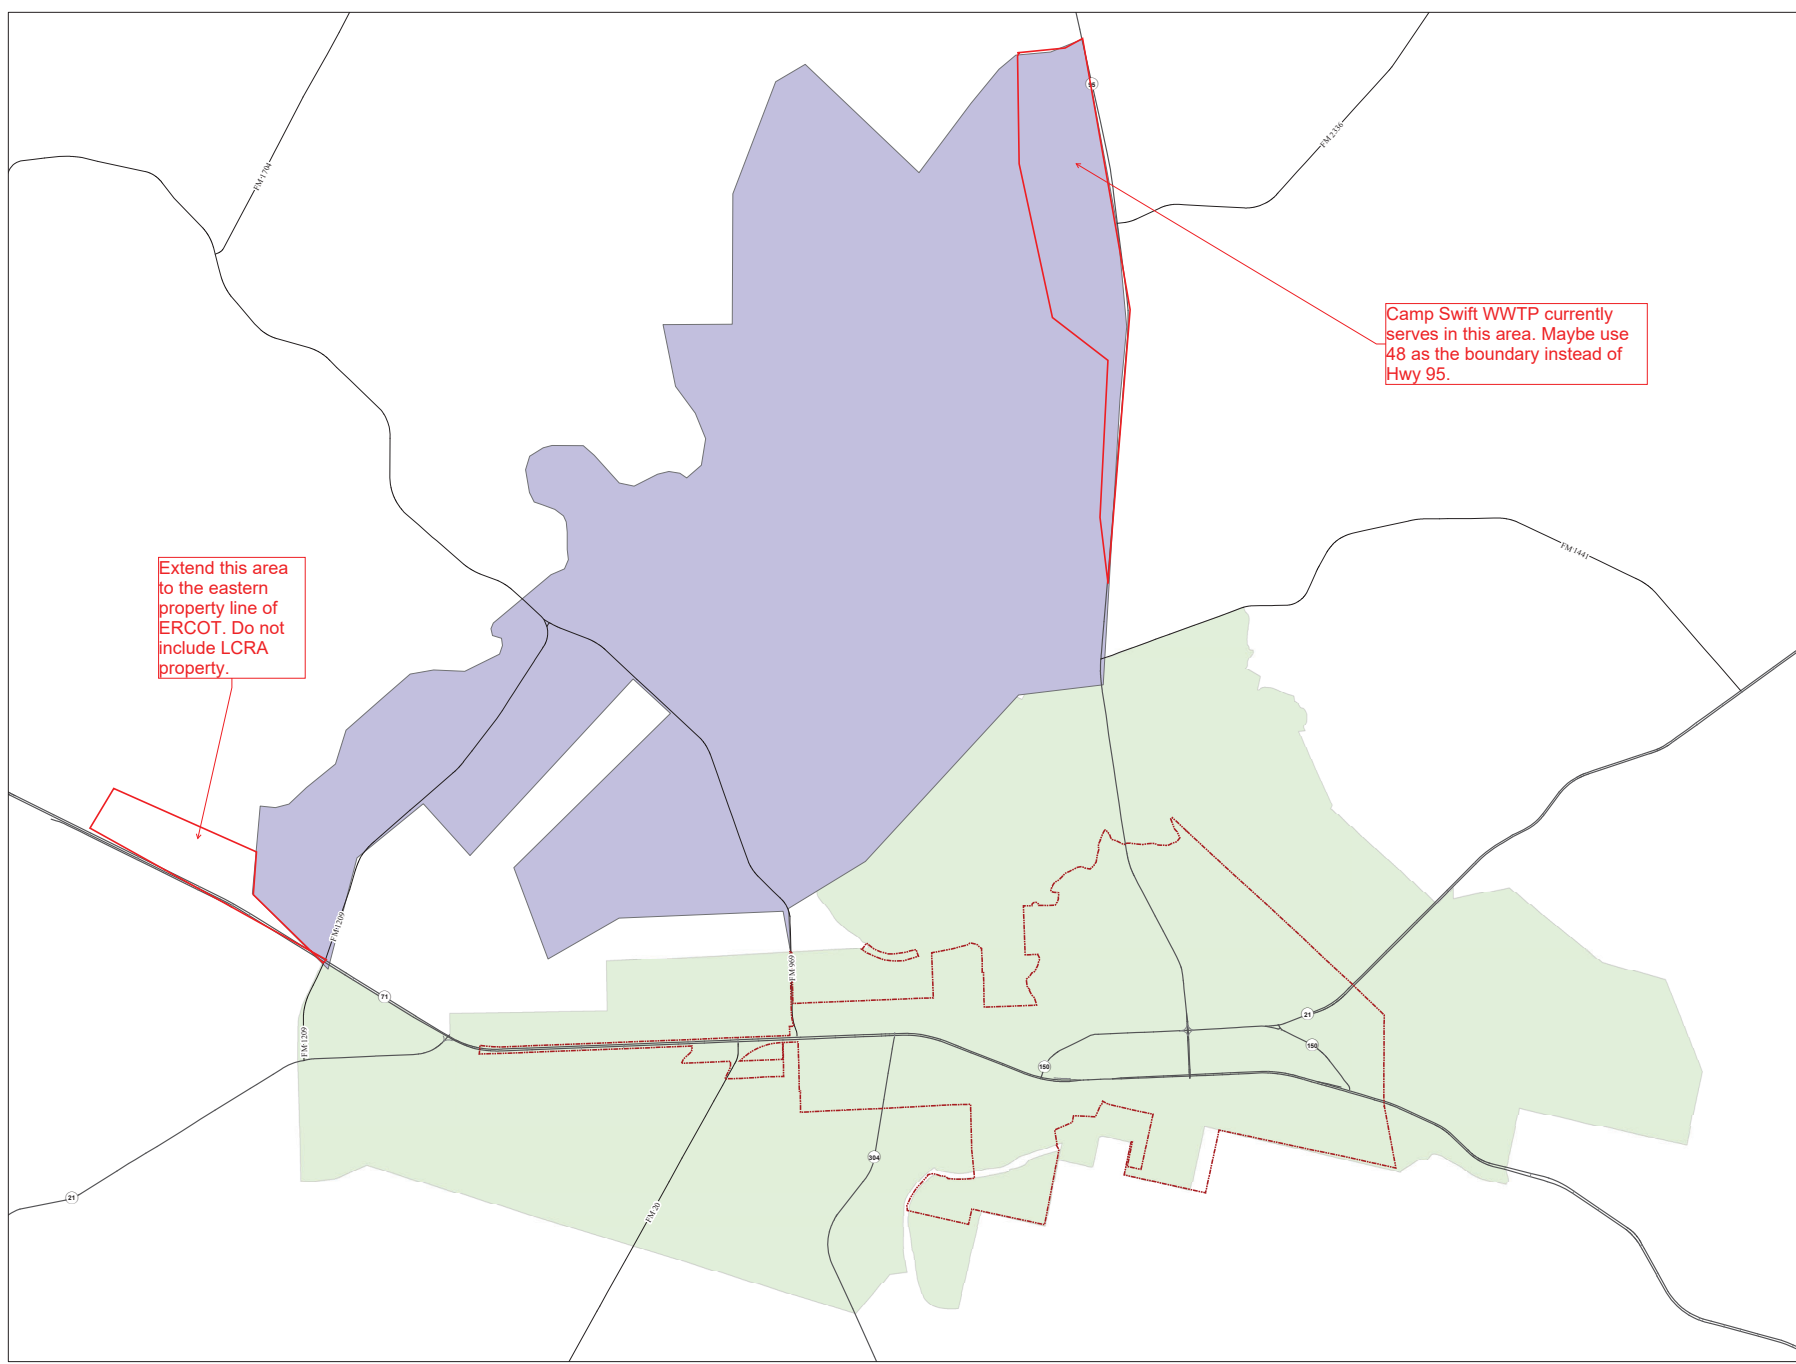 95
FM 1704
FM 2336
Camp Swift WWTP currently
serves in this area. Maybe use
48 as the boundary instead of
Hwy 95.
FM 1441
Extend this area
to the eastern
property line of
ERCOT. Do not
include LCRA
property.
FM 1209
FM 969
71
21
FM 1209
150
150
304
21
FM 20